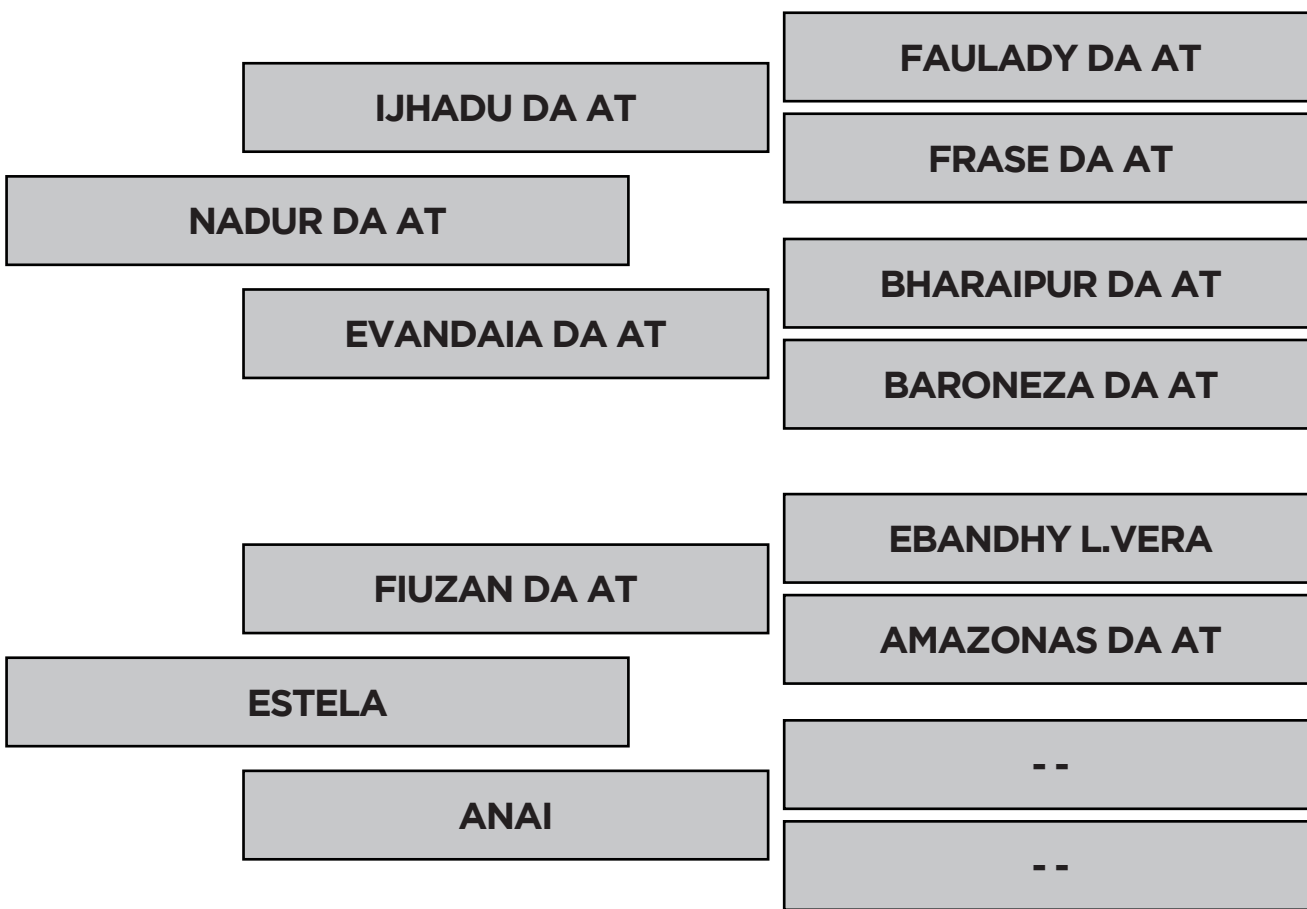 FAULADY DA AT
IJHADU DA AT
FRASE DA AT
NADUR DA AT
BHARAIPUR DA AT
EVANDAIA DA AT
BARONEZA DA AT
EBANDHY L.VERA
FIUZAN DA AT
AMAZONAS DA AT
ESTELA
- -
ANAI
- -